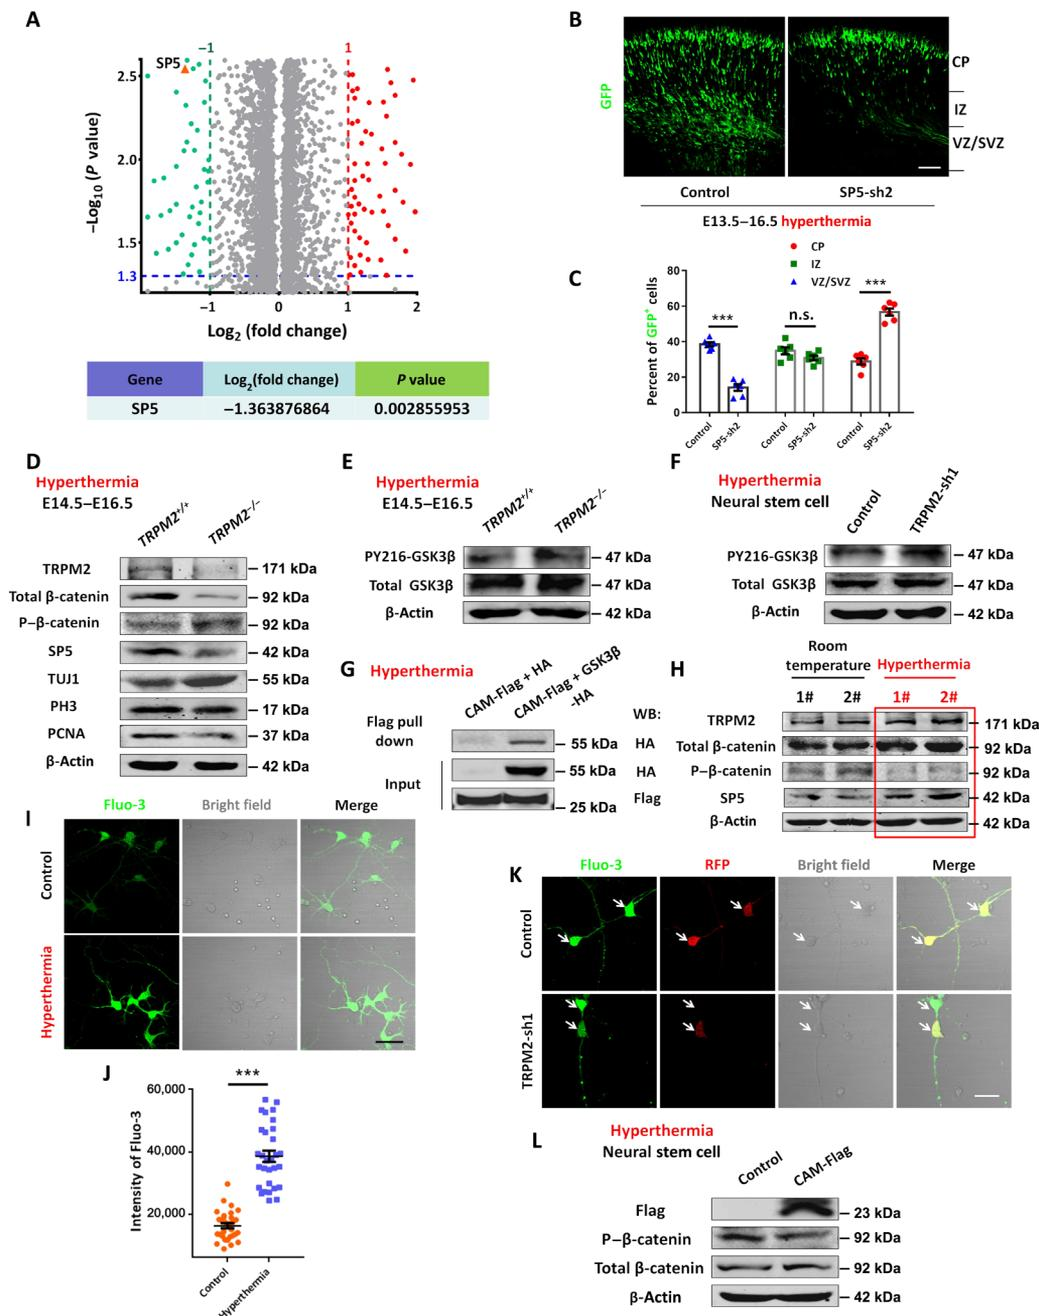 A
−1
1
SP5
2.5
2.0
1.5
1.3
−Log10 (P value)
−1
0
1
2
Log2 (fold change)
Gene
Log2(fold change)
P value
SP5
−1.363876864
0.002855953
B
GFP
CP
IZ
VZ/SVZ
Control
SP5-sh2
E13.5–16.5 hyperthermia
C
CP
IZ
VZ/SVZ
Percent of GFP+ cells
80
60
40
20
0
***
n.s.
***
Control
SP5-sh2
Control
SP5-sh2
Control
SP5-sh2
D
Hyperthermia
E14.5–E16.5
TRPM2+/+
TRPM2−/−
TRPM2
171 kDa
Total β-catenin
92 kDa
P–β-catenin
92 kDa
SP5
42 kDa
TUJ1
55 kDa
PH3
17 kDa
PCNA
37 kDa
β-Actin
42 kDa
E
Hyperthermia
E14.5–E16.5
TRPM2+/+
TRPM2−/−
PY216-GSK3β
47 kDa
Total GSK3β
47 kDa
β-Actin
42 kDa
F
Hyperthermia
Neural stem cell
Control
TRPM2-sh1
PY216-GSK3β
47 kDa
Total GSK3β
47 kDa
β-Actin
42 kDa
G
Hyperthermia
CAM-Flag + HA
CAM-Flag + GSK3β
-HA
WB:
Flag pull
down
55 kDa
HA
Input
55 kDa
HA
25 kDa
Flag
H
Room
temperature
Hyperthermia
1#
2#
1#
2#
TRPM2
171 kDa
Total β-catenin
92 kDa
P–β-catenin
92 kDa
SP5
42 kDa
β-Actin
42 kDa
I
Fluo-3
Bright field
Merge
Control
Hyperthermia
J
***
Intensity of Fluo-3
60,000
40,000
20,000
Control
Hyperthermia
K
Fluo-3
RFP
Bright field
Merge
Control
TRPM2-sh1
L
Hyperthermia
Neural stem cell
Control
CAM-Flag
Flag
23 kDa
P–β-catenin
92 kDa
Total β-catenin
92 kDa
β-Actin
42 kDa